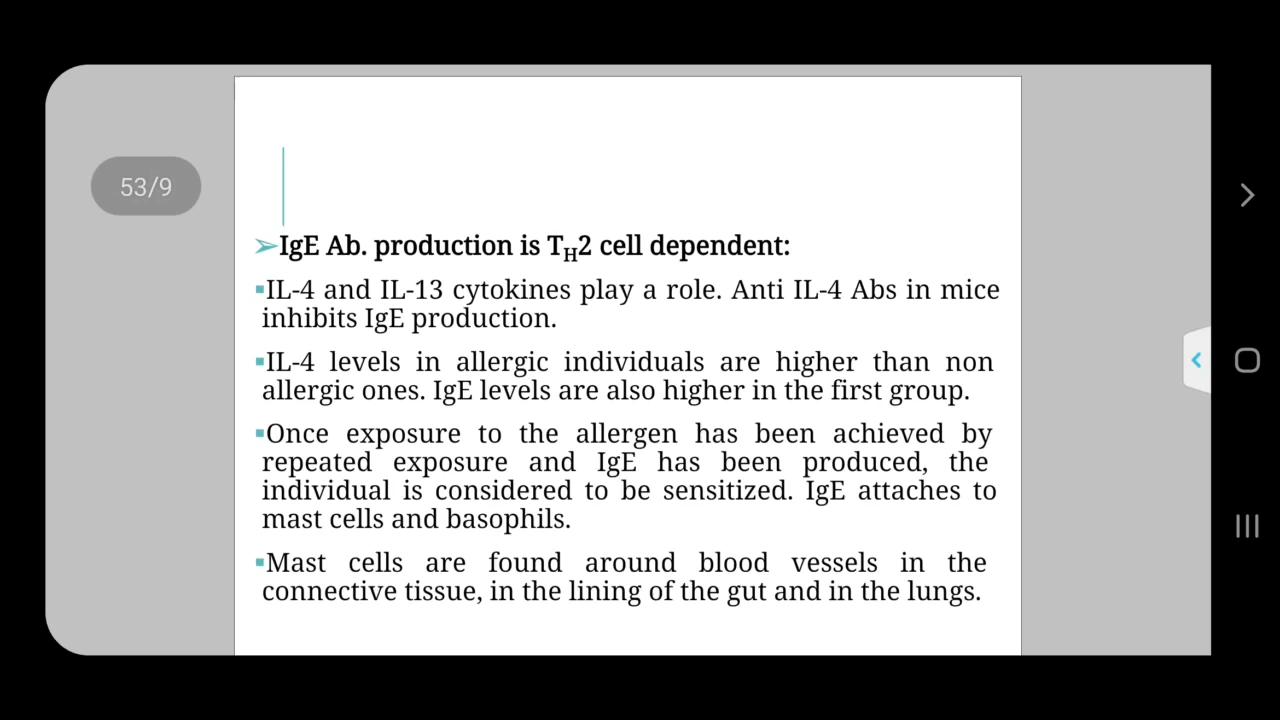 53/9
➢IgE Ab. production is TH2 cell dependent:
▪IL-4 and IL-13 cytokines play a role. Anti IL-4 Abs in mice
inhibits IgE production.
▪IL-4 levels in allergic individuals are higher than non
allergic ones. IgE levels are also higher in the first group.
▪Once exposure to the allergen has been achieved by
repeated exposure and IgE has been produced, the
individual is considered to be sensitized. IgE attaches to
mast cells and basophils.
▪Mast cells are found around blood vessels in the
connective tissue, in the lining of the gut and in the lungs.